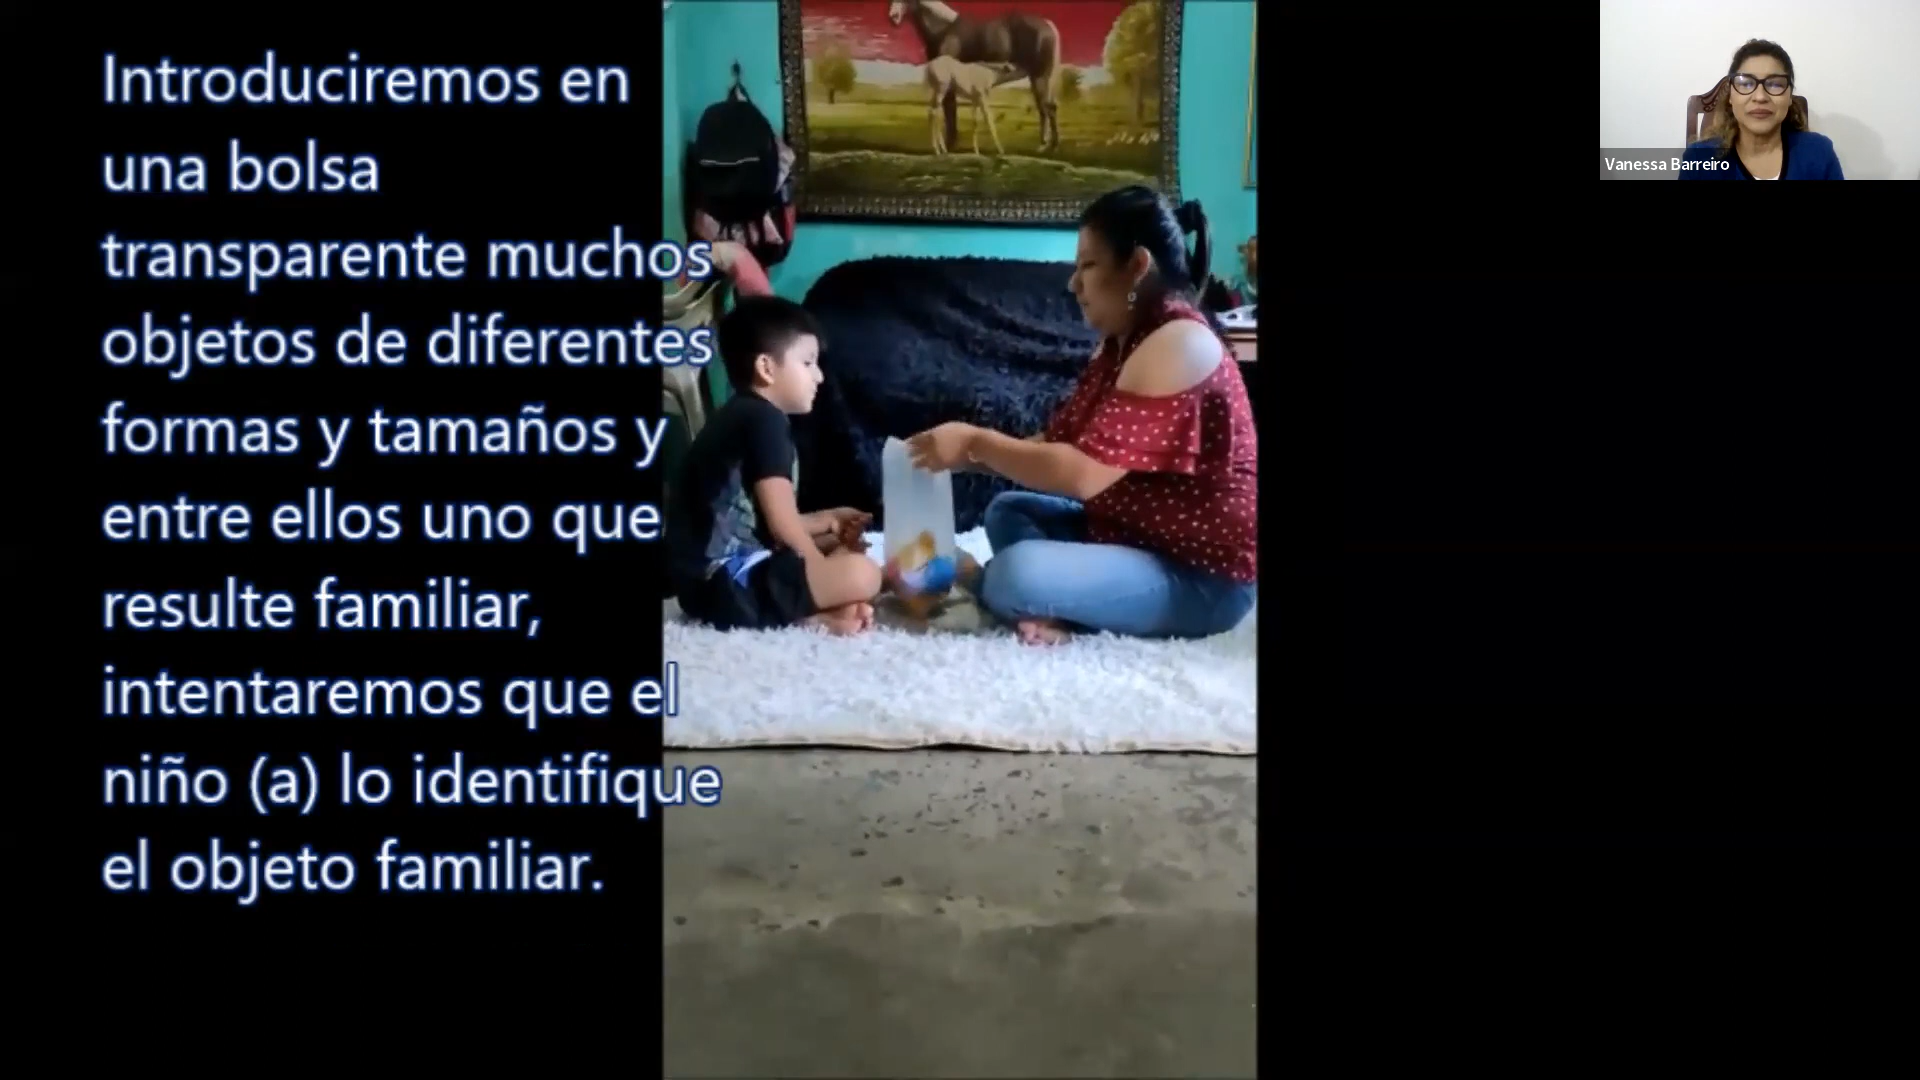 Introduciremos en
una bolsa
transparente muchos
objetos de diferentes
formas y tamaños y
entre ellos uno que
resulte familiar,
intentaremos que el
niño (a) lo identifique
el objeto familiar.
Vanessa Barreiro